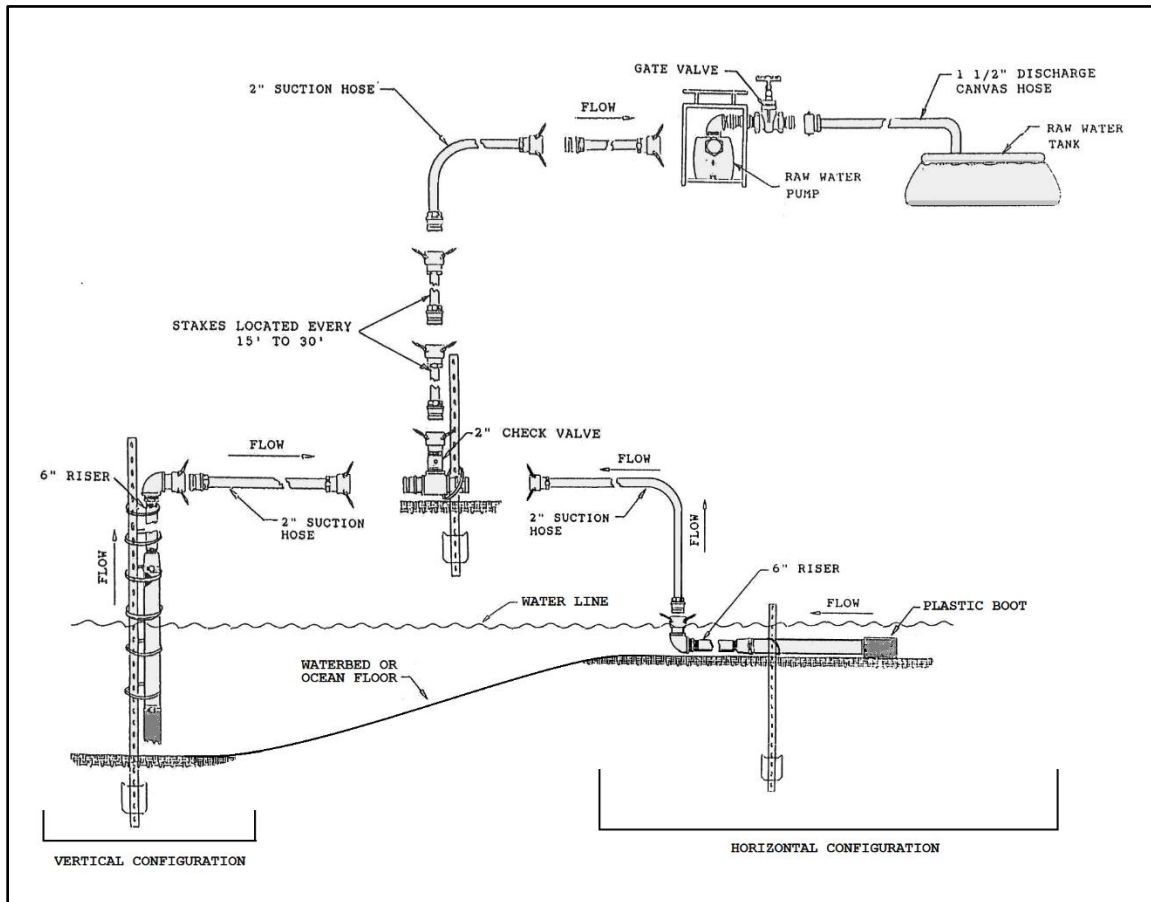 GATE VALVE
1 1/2" DISCHARGE
CANVAS HOSE
2" SUCTION HOSE
FLOW
RAW WATER
TANK
RAW WATER
PUMP
STAKES LOCATED EVERY
15' TO 30'
2" CHECK VALVE
FLOW
FLOW
6" RISER
2" SUCTION
HOSE
2" SUCTION
HOSE
FLOW
FLOW
6" RISER
WATER LINE
FLOW
PLASTIC BOOT
WATERBED OR
OCEAN FLOOR
VERTICAL CONFIGURATION
HORIZONTAL CONFIGURATION